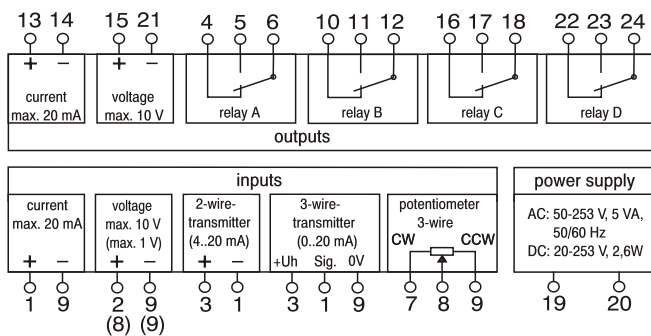 13 14 15 21 4 5 6 10 11 12 16 17 18 22 23 24
+ − + −
current
max. 20 mA
voltage
max. 10 V
relay A
relay B
relay C
relay D
outputs
inputs
current
max. 20 mA
+ −
voltage
max. 10 V
(max. 1 V)
+ −
2-wire-
transmitter
(4..20 mA)
+ −
3-wire-
transmitter
(0..20 mA)
+Uh Sig. 0V
potentiometer
3-wire
CW CCW
power supply
AC: 50-253 V, 5 VA,
50/60 Hz
DC: 20-253 V, 2,6W
1 9 2 9 3 1 3 1 9 7 8 9 19 20
(8) (9)